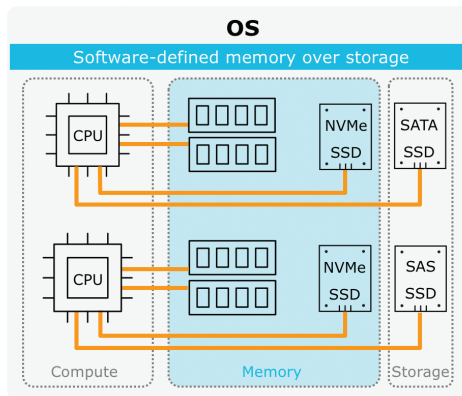 OS
Software-defined memory over storage
CPU
NVMe
SSD
SATA
SSD
CPU
NVMe
SSD
SAS
SSD
Compute
Memory
Storage